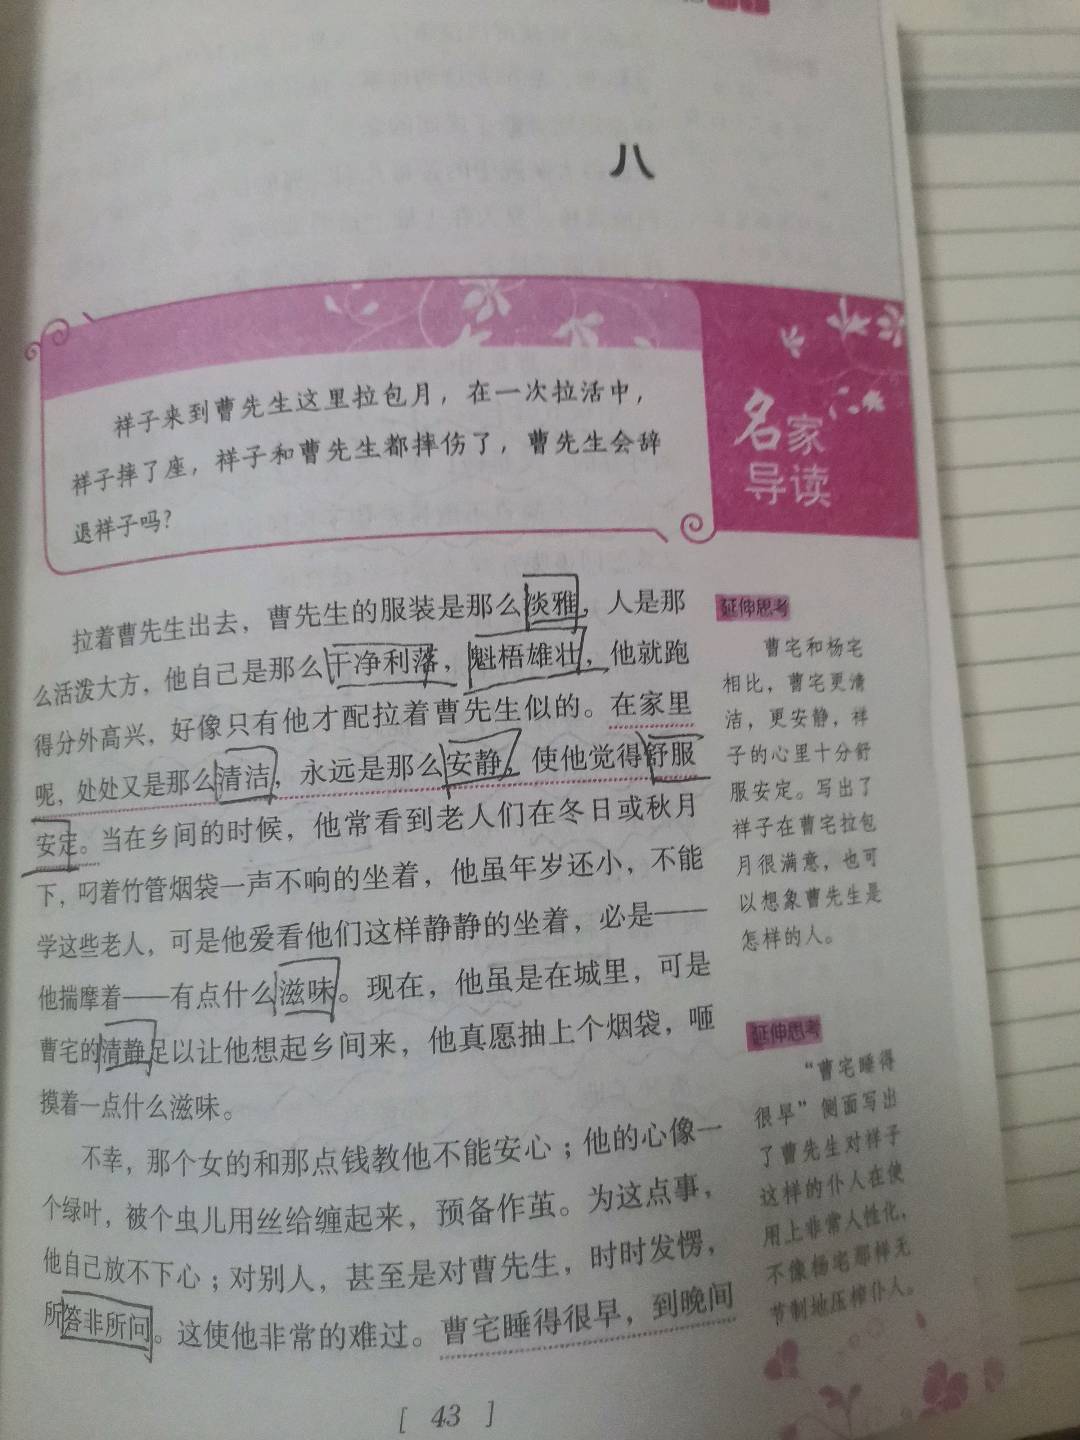 八
祥子来到曹先生这里拉包月，在一次拉活中，
祥子摔了座，祥子和曹先生都摔伤了，曹先生会辞
退祥子吗？
名家
导读
拉着曹先生出去，曹先生的服装是那么淡雅，人是那
么活泼大方，他自己是那么干净利落，魁梧雄壮，他就跑
得分外高兴，好像只有他才配拉着曹先生似的。在家里
呢，处处又是那么清洁，永远是那么安静，使他觉得舒服
安定。当在乡间的时候，他常看到老人们在冬日或秋月
下，叼着竹管烟袋一声不响的坐着，他虽年岁还小，不能
学这些老人，可是他爱看他们这样静静的坐着，必是——
他揣摩着——有点什么滋味。现在，他虽是在城里，可是
曹宅的清静足以让他想起乡间来，他真愿抽上个烟袋，咂
摸着一点什么滋味。
不幸，那个女的和那点钱教他不能安心；他的心像一
个绿叶，被个虫儿用丝给缠起来，预备作茧。为这点事，
他自己放不下心；对别人，甚至是对曹先生，时时发愣，
所答非所问。这使他非常的难过。曹宅睡得很早，到晚间
延伸思考
曹宅和杨宅
相比，曹宅更清
洁，更安静，祥
子的心里十分舒
服安定。写出了
祥子在曹宅拉包
月很满意，也可
以想象曹先生是
怎样的人。
延伸思考
“曹宅睡得
很早”侧面写出
了曹先生对祥子
这样的仆人在使
用上非常人性化，
不像杨宅那样无
节制地压榨仆人。
[ 43 ]